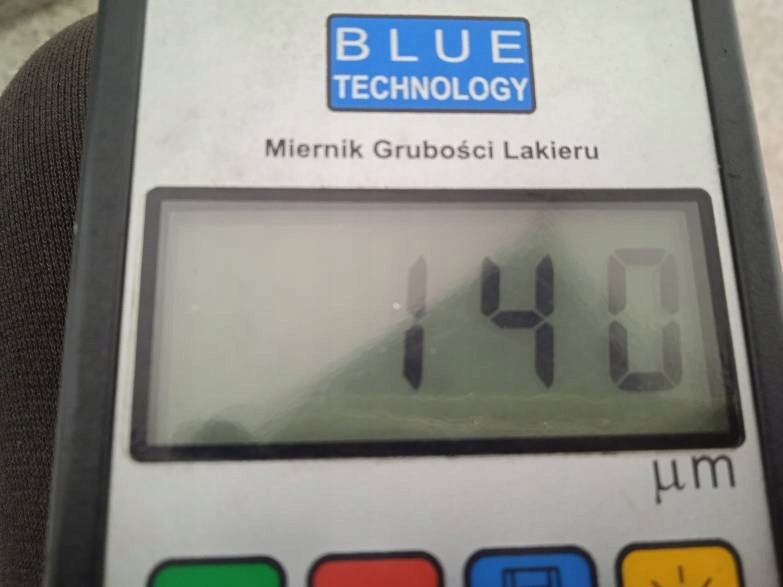 BLUE
TECHNOLOGY
Miernik Grubości Lakieru
140
µm